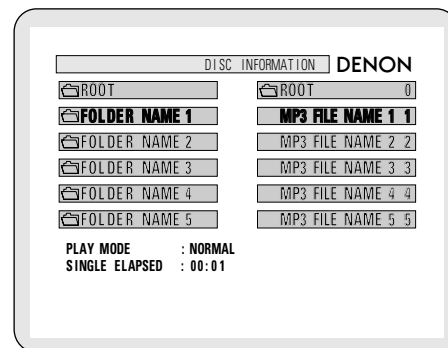 DISC INFORMATION DENON
ROOT ROOT 0
FOLDER NAME 1 MP3 FILE NAME 1 1
FOLDER NAME 2 MP3 FILE NAME 2 2
FOLDER NAME 3 MP3 FILE NAME 3 3
FOLDER NAME 4 MP3 FILE NAME 4 4
FOLDER NAME 5 MP3 FILE NAME 5 5
PLAY MODE : NORMAL
SINGLE ELAPSED : 00:01